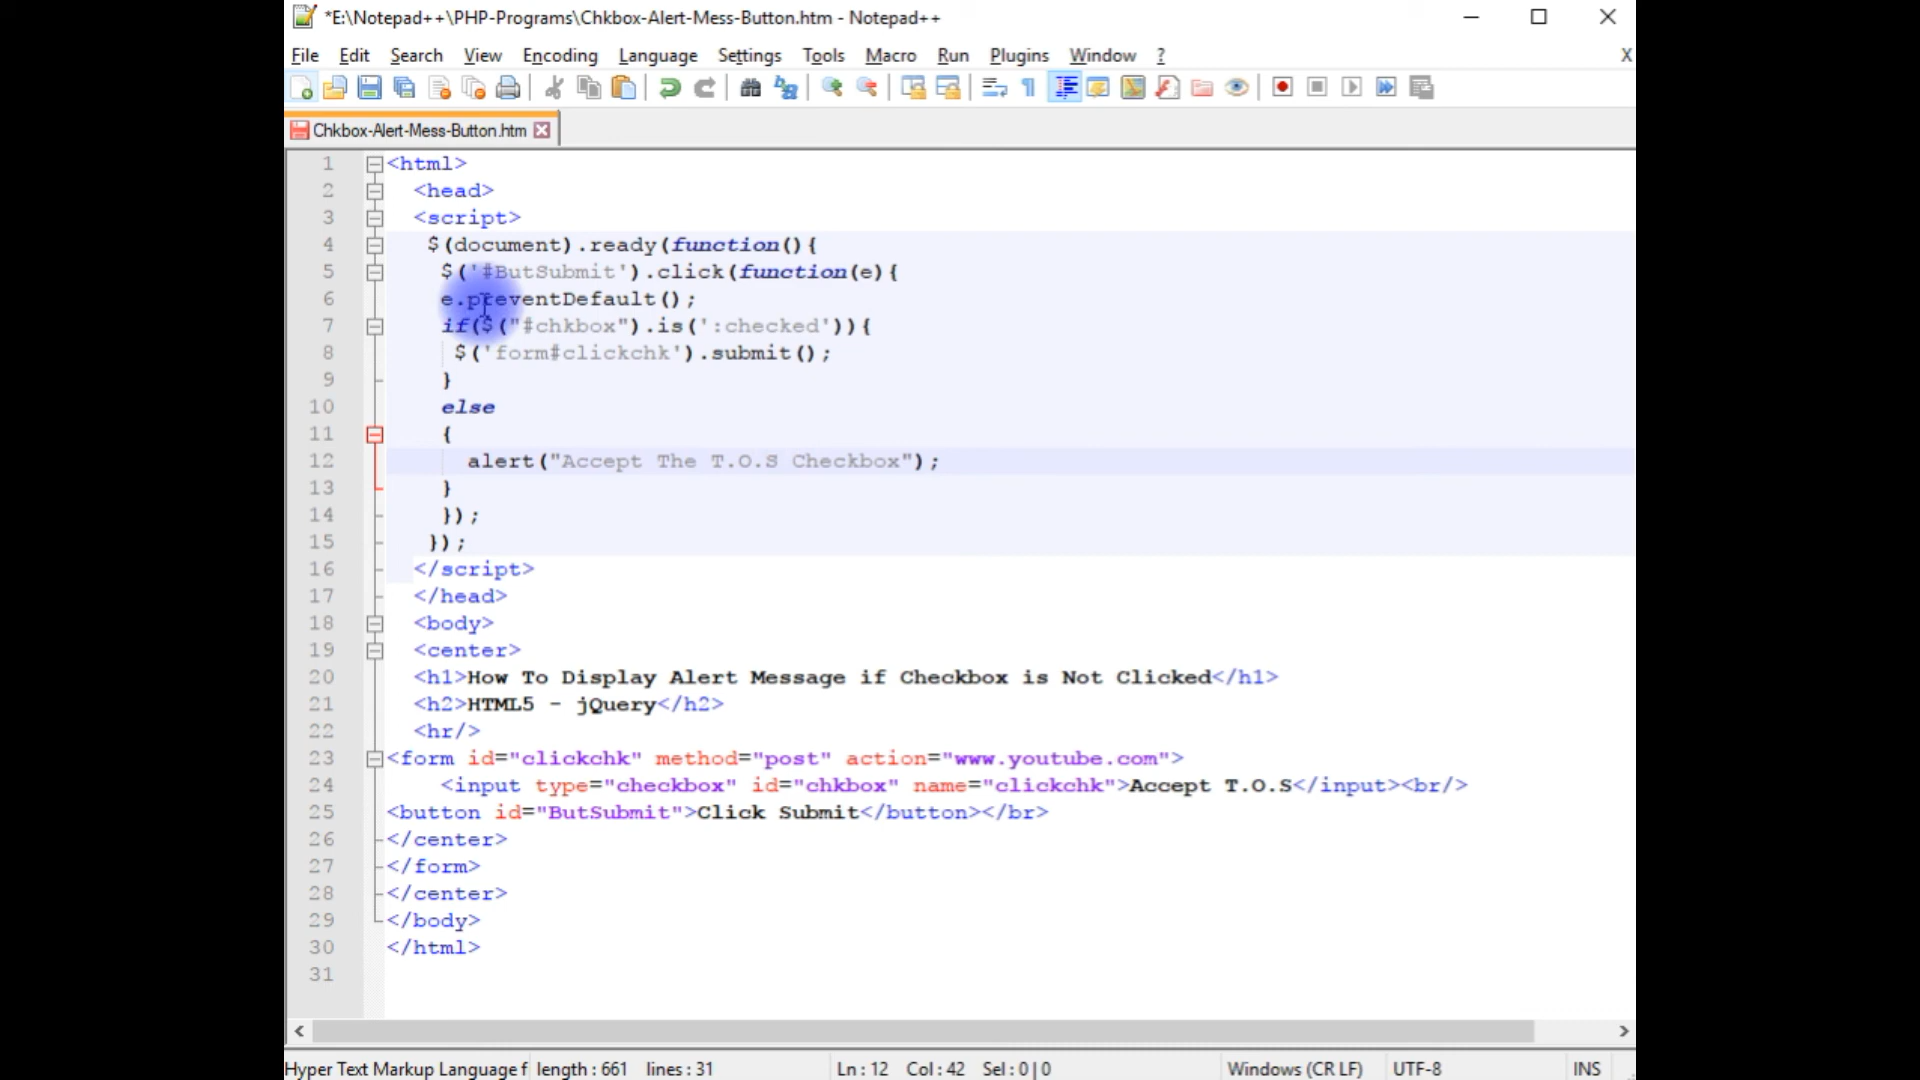 *E:\Notepad++\PHP-Programs\Chkbox-Alert-Mess-Button.htm - Notepad++
File Edit Search View Encoding Language Settings Tools Macro Run Plugins Window ? X
Chkbox-Alert-Mess-Button.htm
1 <html>
2 <head>
3 <script>
4 $(document).ready(function(){
5 $('#ButSubmit').click(function(e){
6 e.preventDefault();
7 if($("#chkbox").is(':checked')){
8 $('form#clickchk').submit();
9 }
10 else
11 {
12 alert("Accept The T.O.S Checkbox");
13 }
14 });
15 });
16 </script>
17 </head>
18 <body>
19 <center>
20 <h1>How To Display Alert Message if Checkbox is Not Clicked</h1>
21 <h2>HTML5 - jQuery</h2>
22 <hr/>
23 <form id="clickchk" method="post" action="www.youtube.com">
24 <input type="checkbox" id="chkbox" name="clickchk">Accept T.O.S</input><br/>
25 <button id="ButSubmit">Click Submit</button></br>
26 </center>
27 </form>
28 </center>
29 </body>
30 </html>
31
Hyper Text Markup Language f length : 661 lines : 31 Ln : 12 Col : 42 Sel : 0 | 0 Windows (CR LF) UTF-8 INS